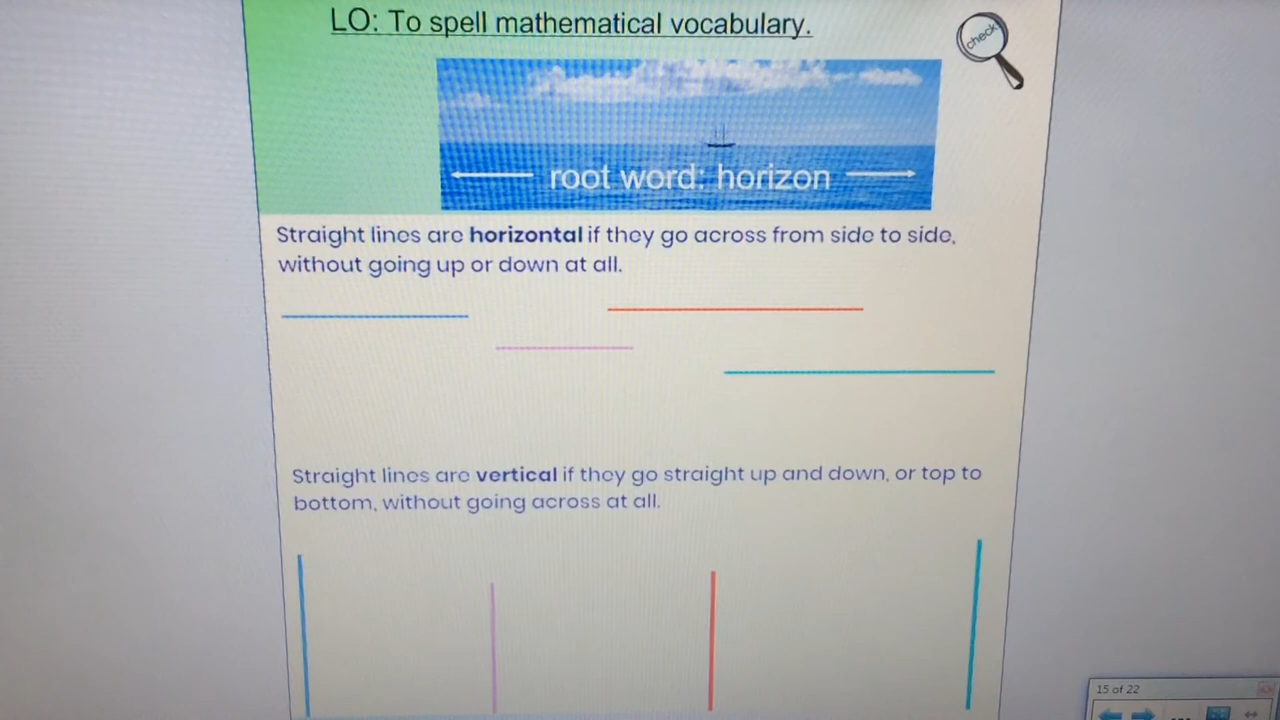 LO: To spell mathematical vocabulary.
check
root word: horizon
Straight lines are horizontal if they go across from side to side,
without going up or down at all.
Straight lines are vertical if they go straight up and down, or top to
bottom, without going across at all.
15 of 22